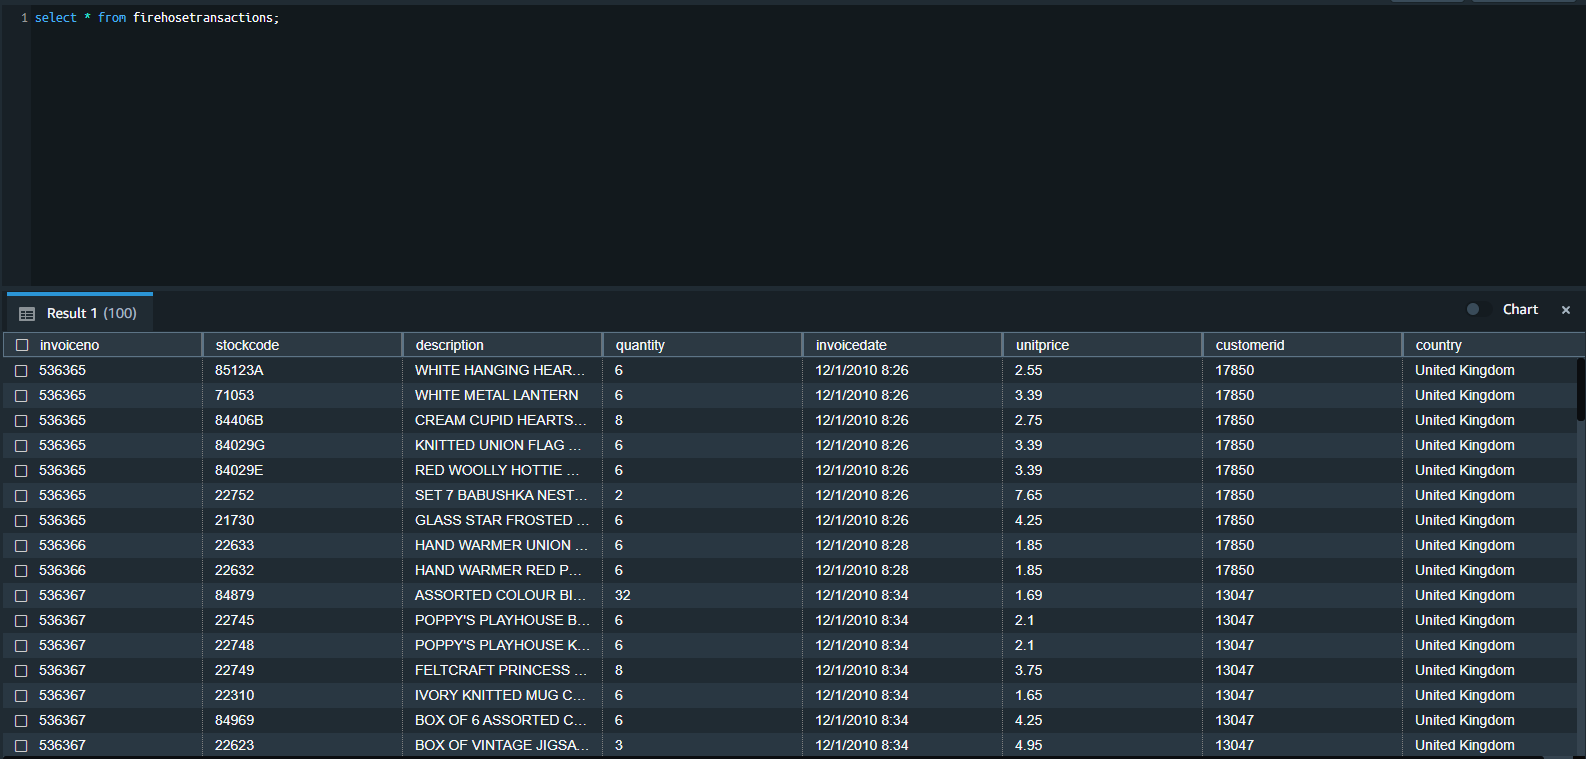 1 select * from firehosetransactions;
Result 1 (100) Chart ×
invoiceno stockcode description quantity invoicedate unitprice customerid country
536365 85123A WHITE HANGING HEAR... 6 12/1/2010 8:26 2.55 17850 United Kingdom
536365 71053 WHITE METAL LANTERN 6 12/1/2010 8:26 3.39 17850 United Kingdom
536365 84406B CREAM CUPID HEARTS... 8 12/1/2010 8:26 2.75 17850 United Kingdom
536365 84029G KNITTED UNION FLAG ... 6 12/1/2010 8:26 3.39 17850 United Kingdom
536365 84029E RED WOOLLY HOTTIE ... 6 12/1/2010 8:26 3.39 17850 United Kingdom
536365 22752 SET 7 BABUSHKA NEST... 2 12/1/2010 8:26 7.65 17850 United Kingdom
536365 21730 GLASS STAR FROSTED ... 6 12/1/2010 8:26 4.25 17850 United Kingdom
536366 22633 HAND WARMER UNION ... 6 12/1/2010 8:28 1.85 17850 United Kingdom
536366 22632 HAND WARMER RED P... 6 12/1/2010 8:28 1.85 17850 United Kingdom
536367 84879 ASSORTED COLOUR BI... 32 12/1/2010 8:34 1.69 13047 United Kingdom
536367 22745 POPPY'S PLAYHOUSE B... 6 12/1/2010 8:34 2.1 13047 United Kingdom
536367 22748 POPPY'S PLAYHOUSE K... 6 12/1/2010 8:34 2.1 13047 United Kingdom
536367 22749 FELTCRAFT PRINCESS ... 8 12/1/2010 8:34 3.75 13047 United Kingdom
536367 22310 IVORY KNITTED MUG C... 6 12/1/2010 8:34 1.65 13047 United Kingdom
536367 84969 BOX OF 6 ASSORTED C... 6 12/1/2010 8:34 4.25 13047 United Kingdom
536367 22623 BOX OF VINTAGE JIGSA... 3 12/1/2010 8:34 4.95 13047 United Kingdom